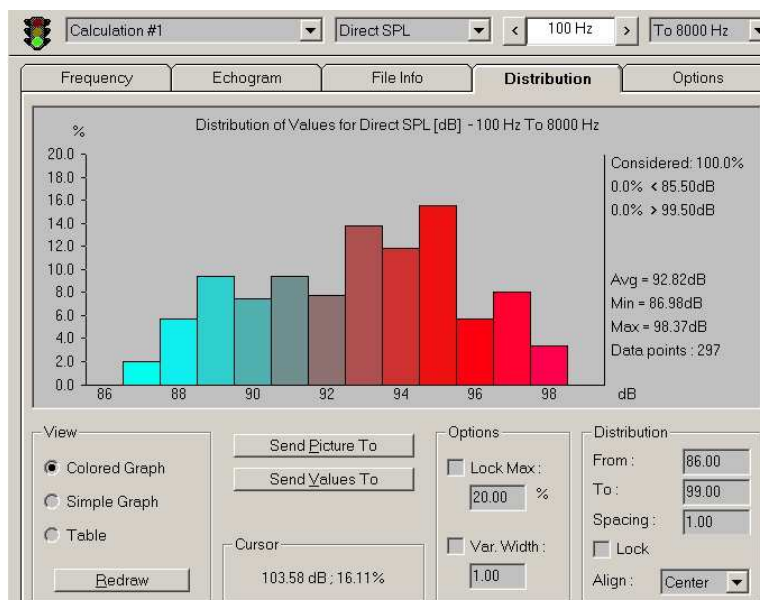 Calculation #1 Direct SPL < 100 Hz > To 8000 Hz
Frequency Echogram File Info Distribution Options
Distribution of Values for Direct SPL [dB] - 100 Hz To 8000 Hz
%
20.0
18.0
16.0
14.0
12.0
10.0
8.0
6.0
4.0
2.0
0.0
86 88 90 92 94 96 98 dB
Considered: 100.0%
0.0% < 85.50dB
0.0% > 99.50dB
Avg = 92.82dB
Min = 86.98dB
Max = 98.37dB
Data points : 297
View
Colored Graph
Simple Graph
Table
Redraw
Send Picture To
Send Values To
Cursor
103.58 dB ; 16.11%
Options
Lock Max :
20.00 %
Var. Width :
1.00
Distribution
From : 86.00
To : 99.00
Spacing : 1.00
Lock
Align : Center